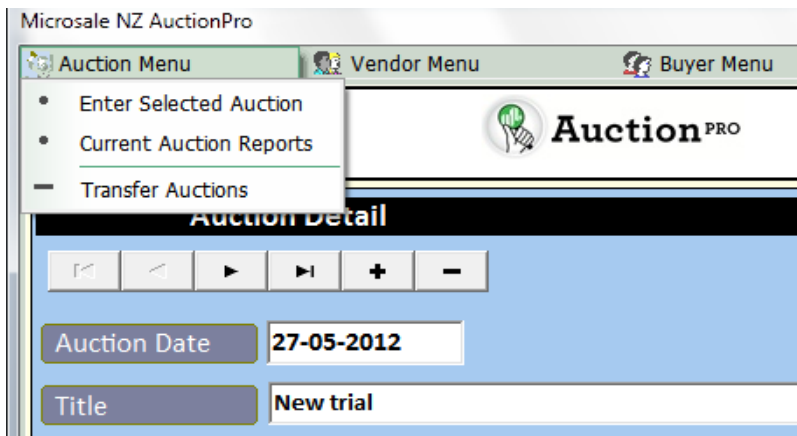 Microsale NZ AuctionPro
Auction Menu Vendor Menu Buyer Menu
Enter Selected Auction
Current Auction Reports
Transfer Auctions
Auction PRO
Auction Detail
Auction Date 27-05-2012
Title New trial